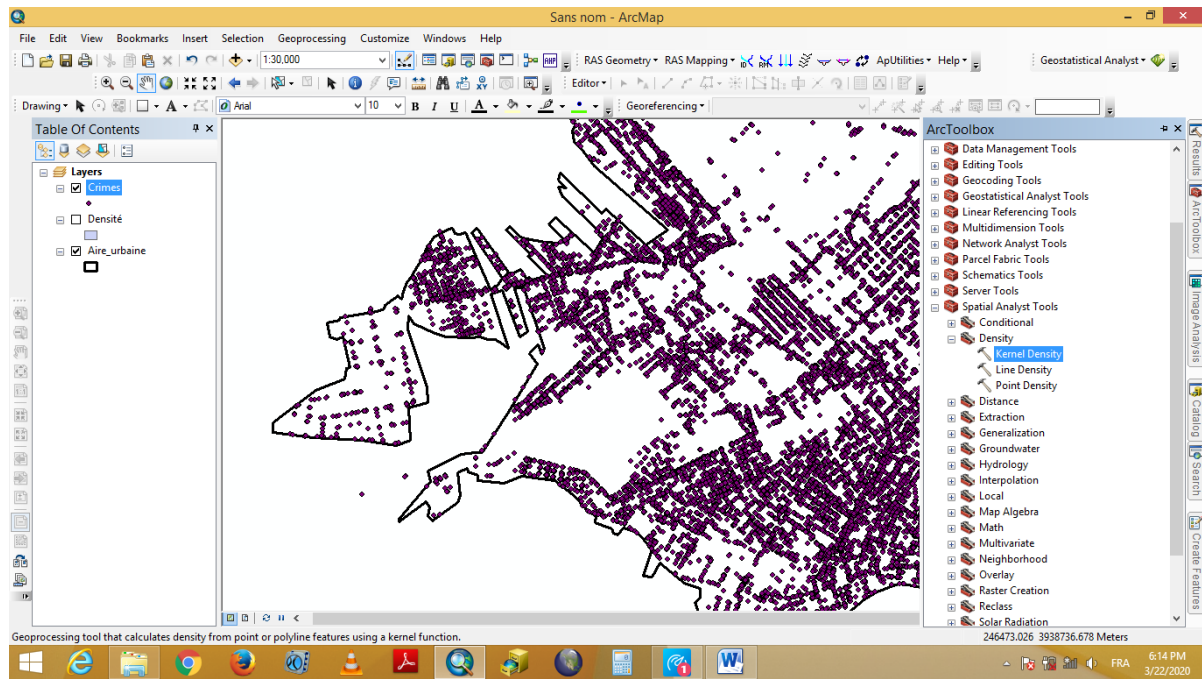 Sans nom - ArcMap
File Edit View Bookmarks Insert Selection Geoprocessing Customize Windows Help
1:30,000 RAS Geometry RAS Mapping ApUtilities Help Geostatistical Analyst
Editor
Drawing A Arial 10 B I U A Georeferencing
Table Of Contents
Layers
Crimes
Densité
Aire_urbaine
ArcToolbox
Data Management Tools
Editing Tools
Geocoding Tools
Geostatistical Analyst Tools
Linear Referencing Tools
Multidimension Tools
Network Analyst Tools
Parcel Fabric Tools
Schematics Tools
Server Tools
Spatial Analyst Tools
Conditional
Density
Kernel Density
Line Density
Point Density
Distance
Extraction
Generalization
Groundwater
Hydrology
Interpolation
Local
Map Algebra
Math
Multivariate
Neighborhood
Overlay
Raster Creation
Reclass
Solar Radiation
Results
ArcToolbox
Image Analysis
Catalog
Search
Create Features
Geoprocessing tool that calculates density from point or polyline features using a kernel function.
246473.026 3938736.678 Meters
FRA
6:14 PM
3/22/2020